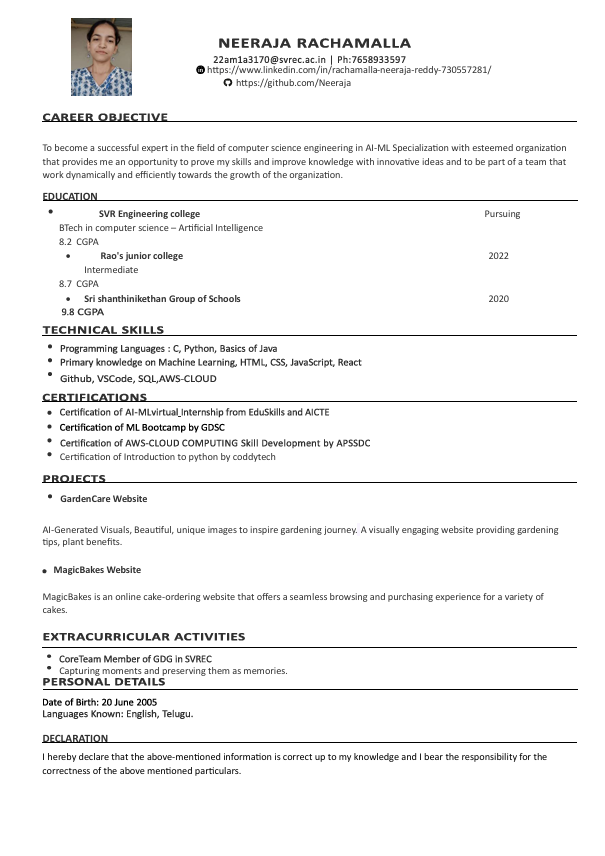 NEERAJA RACHAMALLA
22am1a3170@svrec.ac.in | Ph:7658933597
https://www.linkedin.com/in/rachamalla-neeraja-reddy-730557281/
https://github.com/Neeraja
CAREER OBJECTIVE
To become a successful expert in the field of computer science engineering in AI-ML Specialization with esteemed organization
that provides me an opportunity to prove my skills and improve knowledge with innovative ideas and to be part of a team that
work dynamically and efficiently towards the growth of the organization.
EDUCATION
• SVR Engineering college Pursuing
BTech in computer science – Artificial Intelligence
8.2 CGPA
• Rao's junior college 2022
Intermediate
8.7 CGPA
• Sri shanthinikethan Group of Schools 2020
9.8 CGPA
TECHNICAL SKILLS
• Programming Languages : C, Python, Basics of Java
• Primary knowledge on Machine Learning, HTML, CSS, JavaScript, React
• Github, VSCode, SQL,AWS-CLOUD
CERTIFICATIONS
• Certification of AI-MLvirtual Internship from EduSkills and AICTE
• Certification of ML Bootcamp by GDSC
• Certification of AWS-CLOUD COMPUTING Skill Development by APSSDC
• Certification of Introduction to python by coddytech
PROJECTS
• GardenCare Website
AI-Generated Visuals, Beautiful, unique images to inspire gardening journey. A visually engaging website providing gardening
tips, plant benefits.
• MagicBakes Website
MagicBakes is an online cake-ordering website that offers a seamless browsing and purchasing experience for a variety of
cakes.
EXTRACURRICULAR ACTIVITIES
• CoreTeam Member of GDG in SVREC
• Capturing moments and preserving them as memories.
PERSONAL DETAILS
Date of Birth: 20 June 2005
Languages Known: English, Telugu.
DECLARATION
I hereby declare that the above-mentioned information is correct up to my knowledge and I bear the responsibility for the
correctness of the above mentioned particulars.